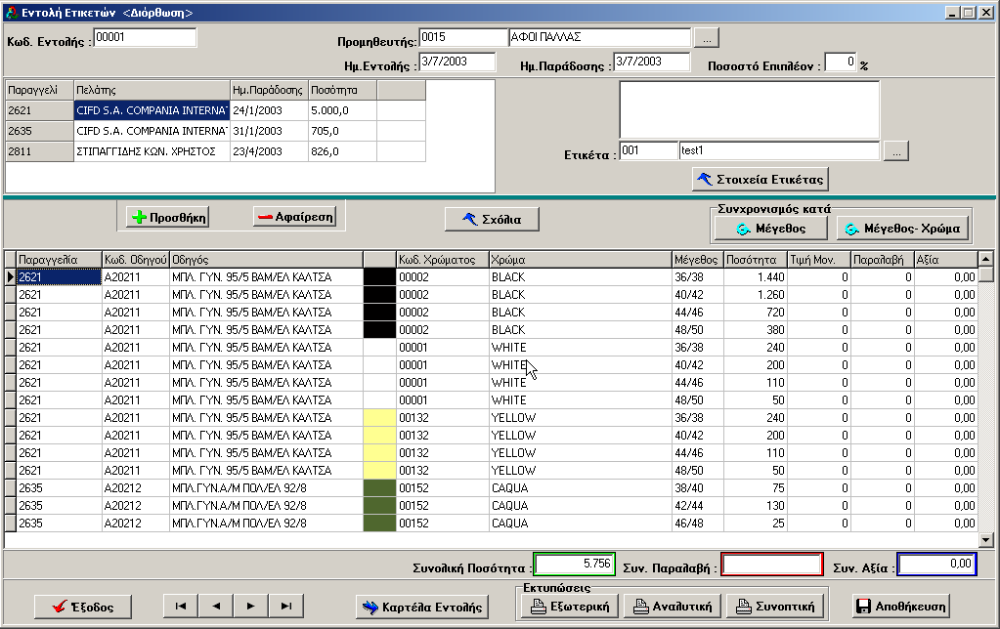 Εντολή Ετικετών <Διόρθωση>
Κωδ. Εντολής : 00001 Προμηθευτής: 0015 ΑΦΟΙ ΠΑΛΛΑΣ ...
Ημ.Εντολής : 3/7/2003 Ημ.Παράδοσης : 3/7/2003 Ποσοστό Επιπλέον : 0 %
Παραγγελί Πελάτης Ημ.Παράδοσης Ποσότητα
2621 CIFD S.A. COMPANIA INTERNAT 24/1/2003 5.000,0
2635 CIFD S.A. COMPANIA INTERNAT 31/1/2003 705,0
2811 ΣΤΙΠΑΓΓΙΔΗΣ ΚΩΝ. ΧΡΗΣΤΟΣ 23/4/2003 826,0
Ετικέτα : 001 test1 ...
Στοιχεία Ετικέτας
Προσθήκη Αφαίρεση Σχόλια
Συνχρονισμός κατά
Μέγεθος Μέγεθος- Χρώμα
Παραγγελία Κωδ. Οδηγού Οδηγός Κωδ. Χρώματος Χρώμα Μέγεθος Ποσότητα Τιμή Μον. Παραλαβή Αξία
2621 A20211 ΜΠΛ. ΓΥΝ. 95/5 ΒΑΜ/ΕΛ ΚΑΛΤΣΑ 00002 BLACK 36/38 1.440 0 0 0,00
2621 A20211 ΜΠΛ. ΓΥΝ. 95/5 ΒΑΜ/ΕΛ ΚΑΛΤΣΑ 00002 BLACK 40/42 1.260 0 0 0,00
2621 A20211 ΜΠΛ. ΓΥΝ. 95/5 ΒΑΜ/ΕΛ ΚΑΛΤΣΑ 00002 BLACK 44/46 720 0 0 0,00
2621 A20211 ΜΠΛ. ΓΥΝ. 95/5 ΒΑΜ/ΕΛ ΚΑΛΤΣΑ 00002 BLACK 48/50 380 0 0 0,00
2621 A20211 ΜΠΛ. ΓΥΝ. 95/5 ΒΑΜ/ΕΛ ΚΑΛΤΣΑ 00001 WHITE 36/38 240 0 0 0,00
2621 A20211 ΜΠΛ. ΓΥΝ. 95/5 ΒΑΜ/ΕΛ ΚΑΛΤΣΑ 00001 WHITE 40/42 200 0 0 0,00
2621 A20211 ΜΠΛ. ΓΥΝ. 95/5 ΒΑΜ/ΕΛ ΚΑΛΤΣΑ 00001 WHITE 44/46 110 0 0 0,00
2621 A20211 ΜΠΛ. ΓΥΝ. 95/5 ΒΑΜ/ΕΛ ΚΑΛΤΣΑ 00001 WHITE 48/50 50 0 0 0,00
2621 A20211 ΜΠΛ. ΓΥΝ. 95/5 ΒΑΜ/ΕΛ ΚΑΛΤΣΑ 00132 YELLOW 36/38 240 0 0 0,00
2621 A20211 ΜΠΛ. ΓΥΝ. 95/5 ΒΑΜ/ΕΛ ΚΑΛΤΣΑ 00132 YELLOW 40/42 200 0 0 0,00
2621 A20211 ΜΠΛ. ΓΥΝ. 95/5 ΒΑΜ/ΕΛ ΚΑΛΤΣΑ 00132 YELLOW 44/46 110 0 0 0,00
2621 A20211 ΜΠΛ. ΓΥΝ. 95/5 ΒΑΜ/ΕΛ ΚΑΛΤΣΑ 00132 YELLOW 48/50 50 0 0 0,00
2635 A20212 ΜΠΛ.ΓΥΝ.Α/Μ ΠΟΛ/ΕΛ 92/8 00152 CAQUA 38/40 75 0 0 0,00
2635 A20212 ΜΠΛ.ΓΥΝ.Α/Μ ΠΟΛ/ΕΛ 92/8 00152 CAQUA 42/44 130 0 0 0,00
2635 A20212 ΜΠΛ.ΓΥΝ.Α/Μ ΠΟΛ/ΕΛ 92/8 00152 CAQUA 46/48 25 0 0 0,00
Συνολική Ποσότητα : 5.756 Συν. Παραλαβή : Συν. Αξία : 0,00
Εκτυπώσεις
Έξοδος Καρτέλα Εντολής Εξωτερική Αναλυτική Συνοπτική Αποθήκευση